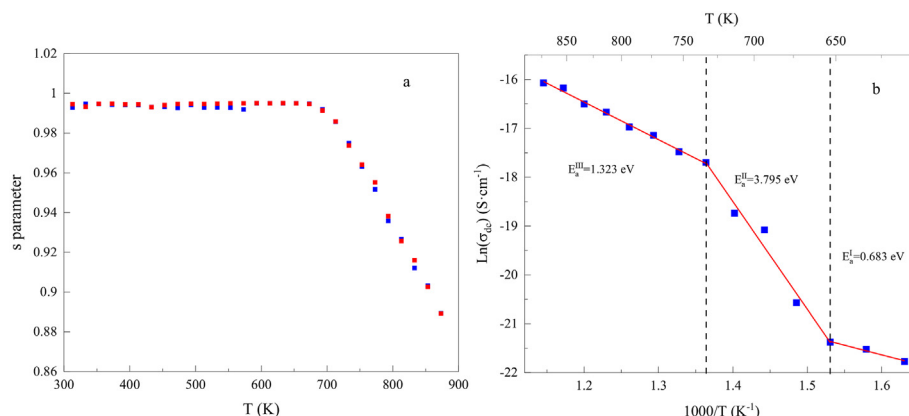 1.02
1
0.98
0.96
0.94
0.92
0.9
0.88
0.86
s parameter
a
300 400 500 600 700 800 900
T (K)
T (K)
850 800 750 700 650
-16
-17
-18
-19
-20
-21
-22
Ln(σdc) (S·cm⁻¹)
b
EaIII=1.323 eV
EaII=3.795 eV
EaI=0.683 eV
1.2 1.3 1.4 1.5 1.6
1000/T (K⁻¹)